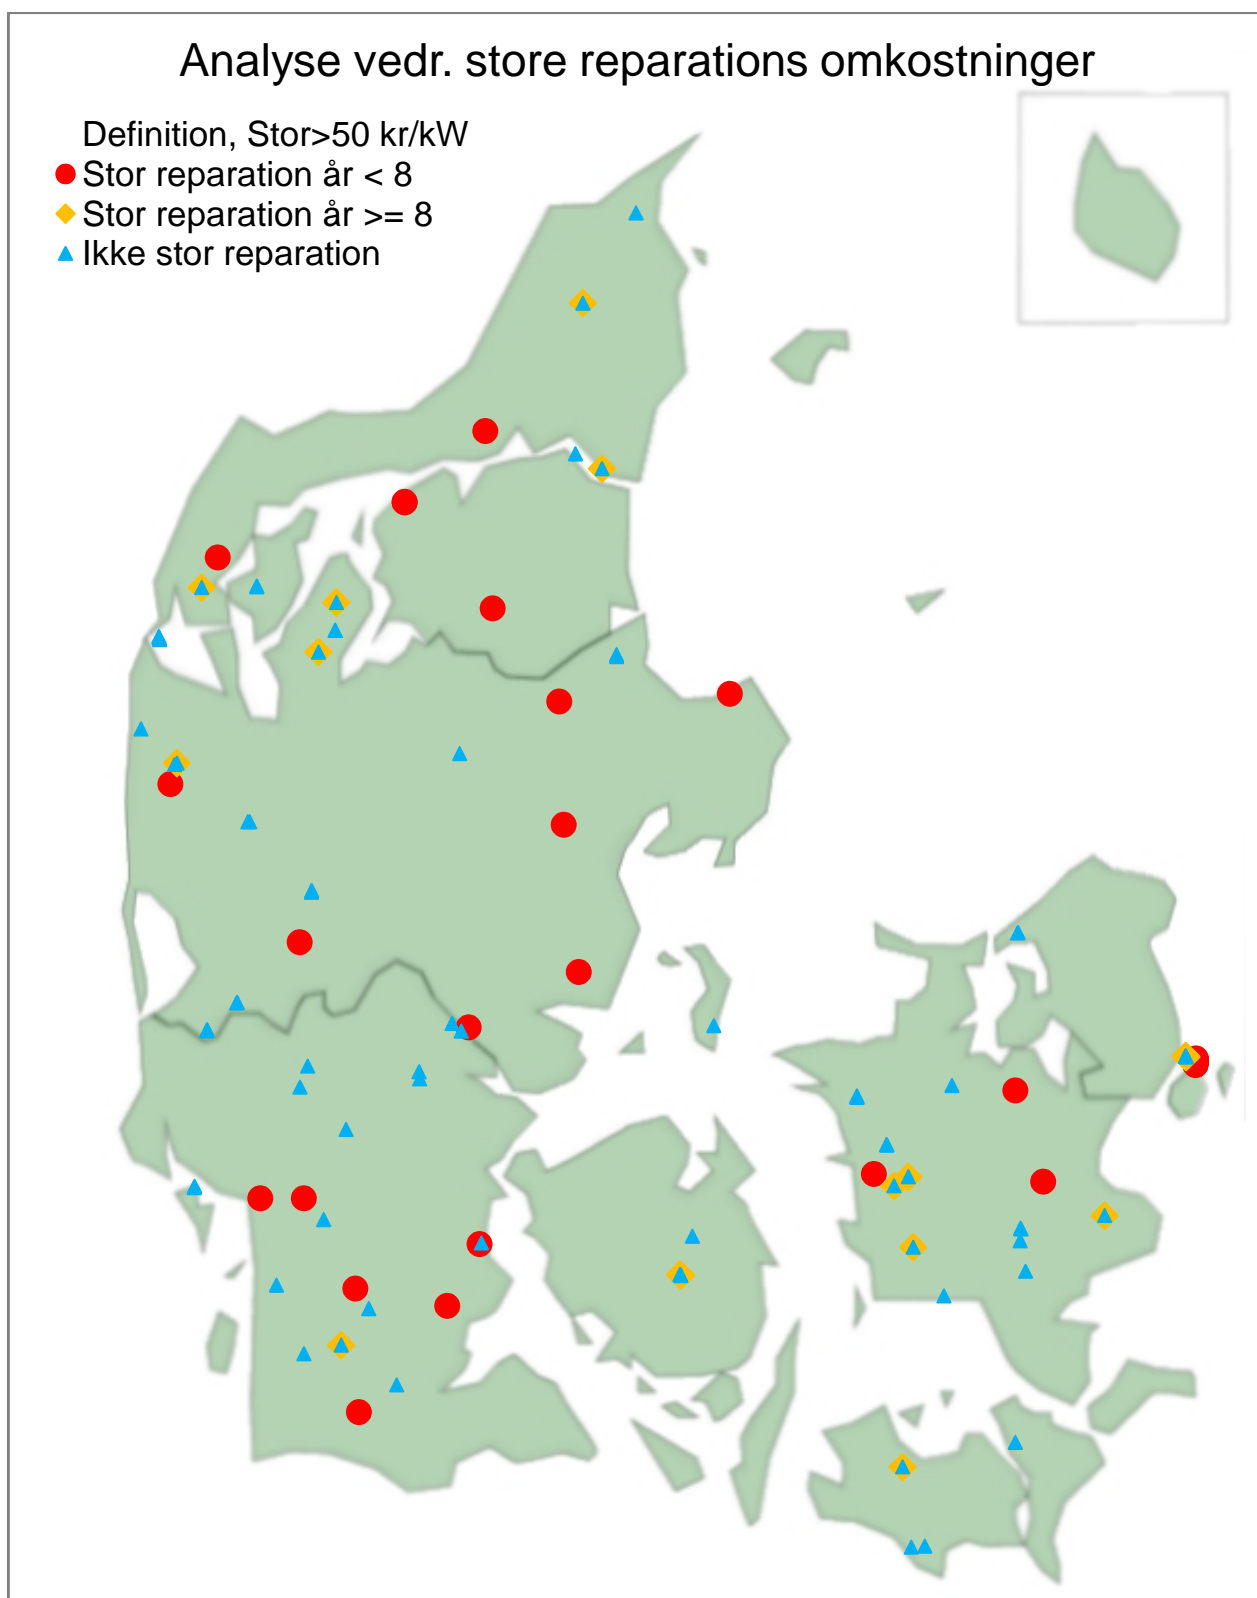 Analyse vedr. store reparations omkostninger
Definition, Stor>50 kr/kW
Stor reparation år < 8
Stor reparation år >= 8
Ikke stor reparation